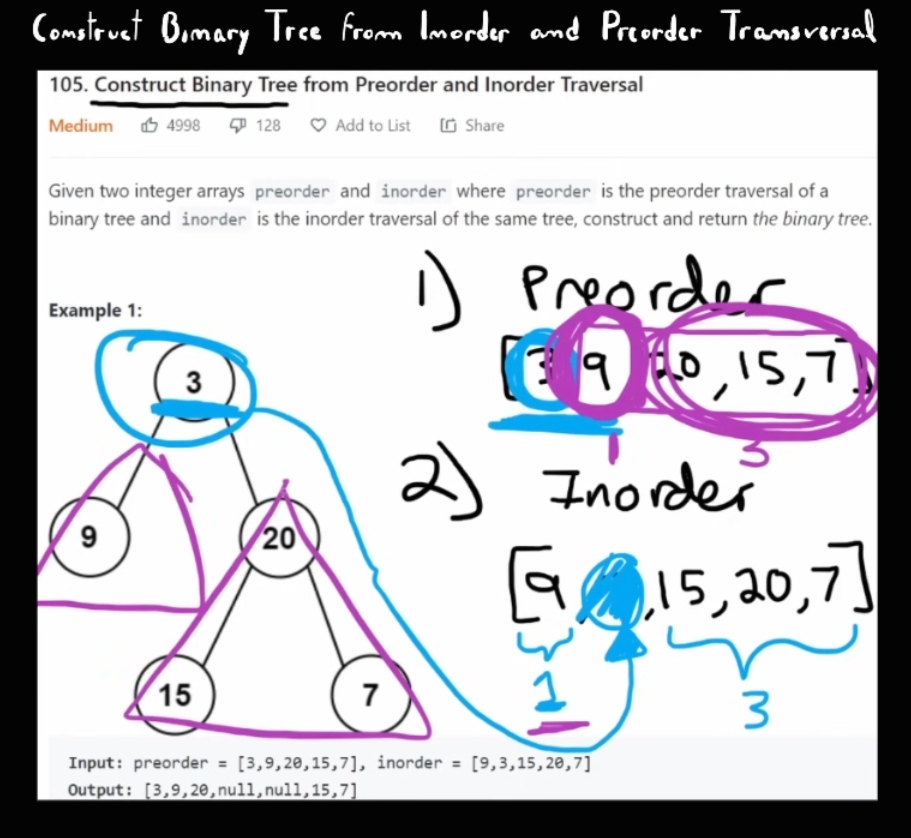 Construct Binary Tree from Inorder and Preorder Transversal
105. Construct Binary Tree from Preorder and Inorder Traversal
Medium 4998 128 Add to List Share
Given two integer arrays preorder and inorder where preorder is the preorder traversal of a
binary tree and inorder is the inorder traversal of the same tree, construct and return the binary tree.
Example 1:
1) Preorder
[3 9 20,15,7]
1 3
2) Inorder
[9, ,15,20,7]
1 3
3
9 20
15 7
Input: preorder = [3,9,20,15,7], inorder = [9,3,15,20,7]
Output: [3,9,20,null,null,15,7]